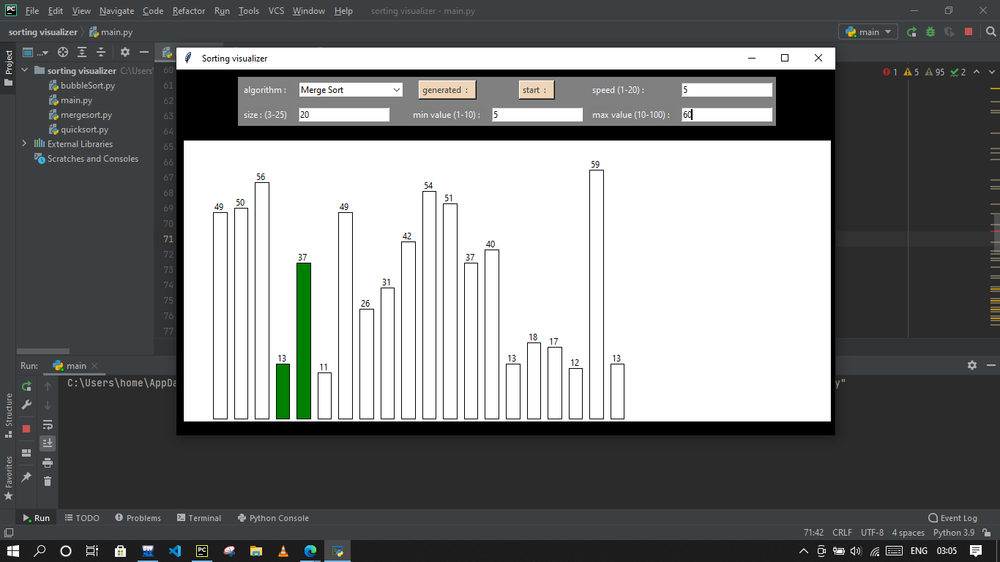 PC File Edit View Navigate Code Refactor Run Tools VCS Window Help sorting visualizer - main.py
sorting visualizer main.py main
Project
... 1 5 95 2
Sorting visualizer
sorting visualizer C:\Users\
bubbleSort.py
main.py
mergesort.py
quicksort.py
External Libraries
Scratches and Consoles
60
61
62
63
64
65
66
67
68
69
70
71
72
73
74
75
76
77
algorithm : Merge Sort generated : start : speed (1-20) : 5
size : (3-25) 20 min value (1-10) : 5 max value (10-100) : 60
49 50 56 13 37 11 49 26 31 42 54 51 37 40 13 18 17 12 59 13
Run: main
C:\Users\home\AppDa y"
Structure
Favorites
Run TODO Problems Terminal Python Console Event Log
71:42 CRLF UTF-8 4 spaces Python 3.9
PC ENG 03:05